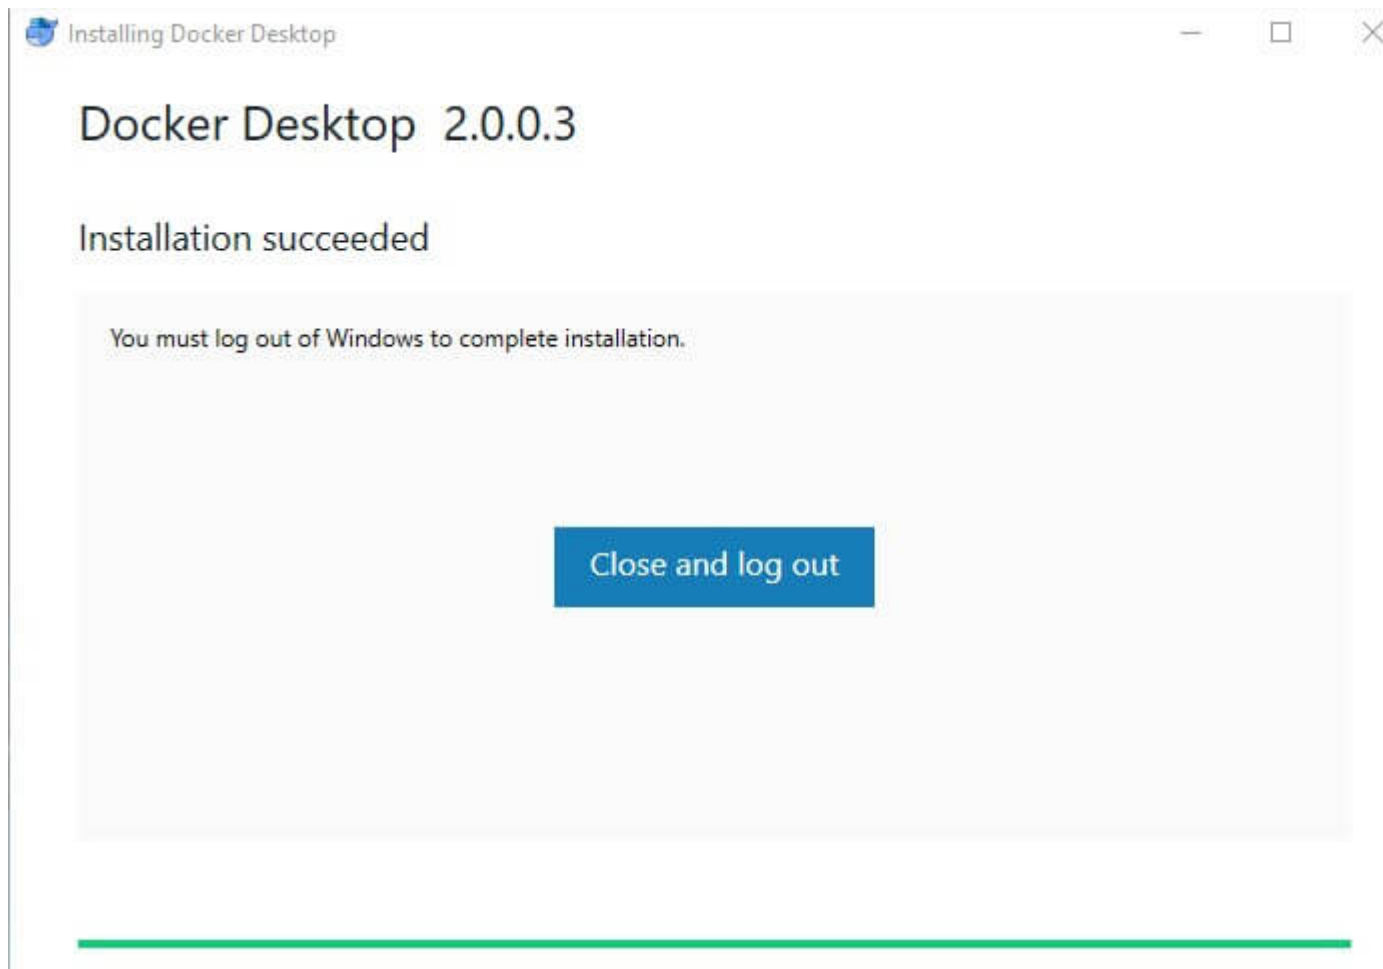 Installing Docker Desktop
Docker Desktop 2.0.0.3
Installation succeeded
You must log out of Windows to complete installation.
Close and log out